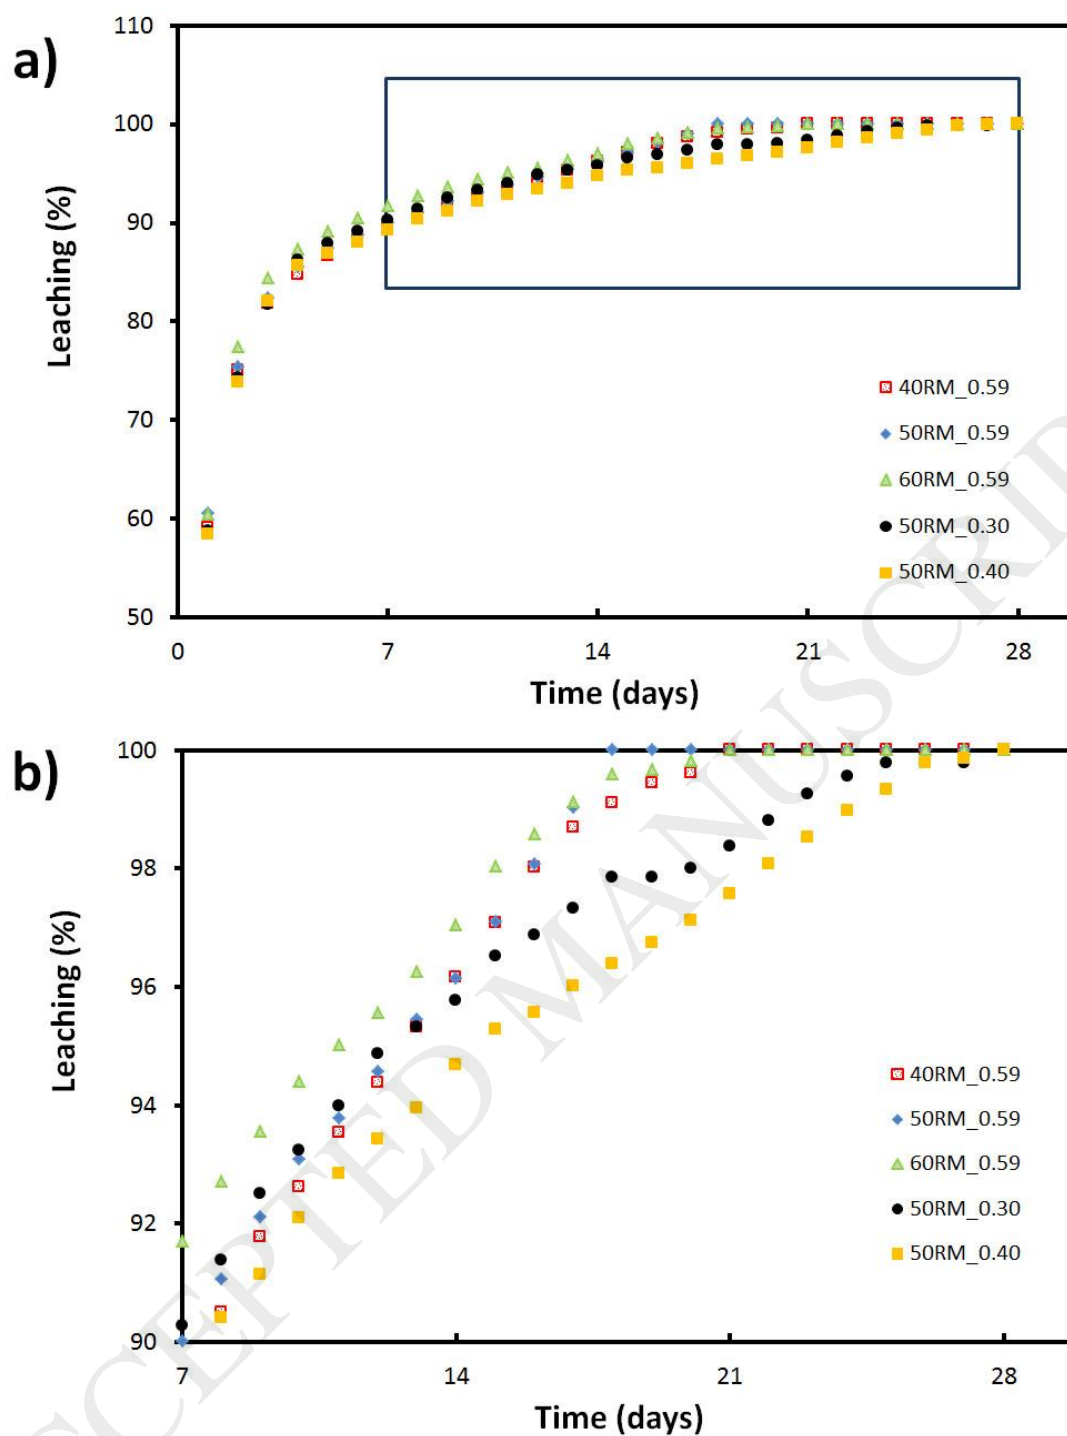 a)
110
100
90
80
70
60
50
Leaching (%)
0 7 14 21 28
Time (days)
40RM_0.59
50RM_0.59
60RM_0.59
50RM_0.30
50RM_0.40
b)
100
98
96
94
92
90
Leaching (%)
7 14 21 28
Time (days)
40RM_0.59
50RM_0.59
60RM_0.59
50RM_0.30
50RM_0.40
CCEPTED MANUSCRIP